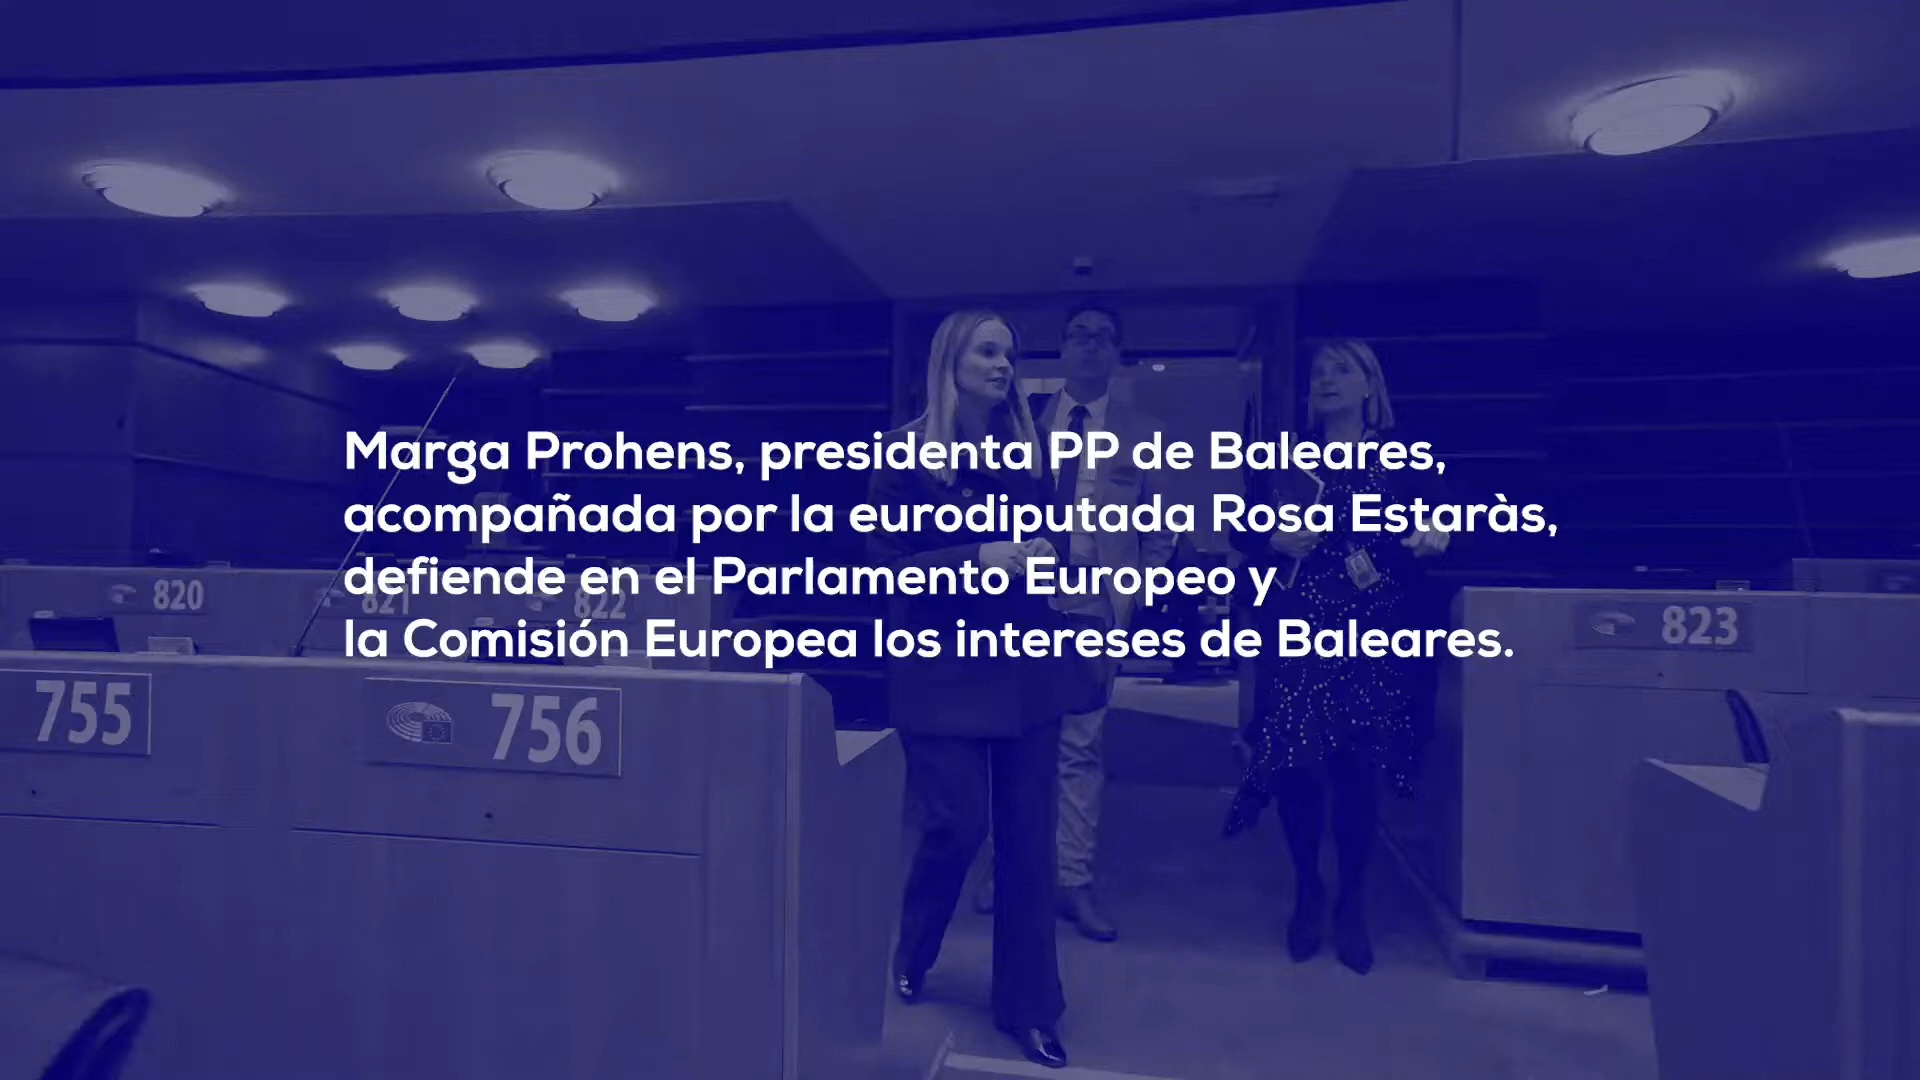 Marga Prohens, presidenta PP de Baleares,
acompañada por la eurodiputada Rosa Estaràs,
defiende en el Parlamento Europeo y
la Comisión Europea los intereses de Baleares.
820
821
822
823
755
756